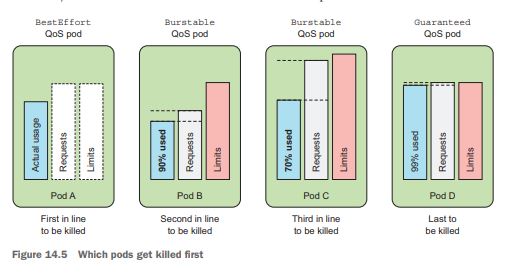 BestEffort
QoS pod
Burstable
QoS pod
Burstable
QoS pod
Guaranteed
QoS pod
Actual usage
Requests
Limits
Pod A
90% used
Requests
Limits
Pod B
70% used
Requests
Limits
Pod C
99% used
Requests
Limits
Pod D
First in line
to be killed
Second in line
to be killed
Third in line
to be killed
Last to
be killed
Figure 14.5 Which pods get killed first